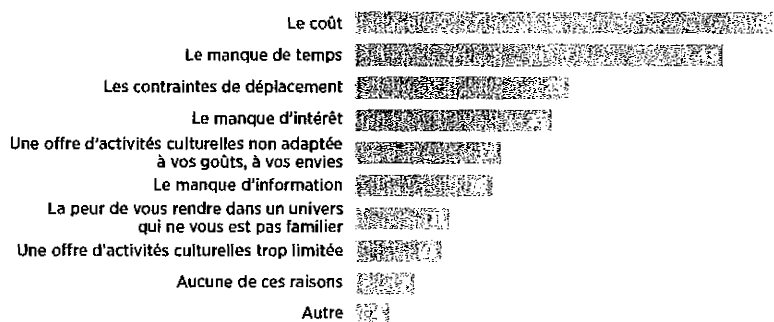 Le coût
Le manque de temps
Les contraintes de déplacement
Le manque d'intérêt
Une offre d'activités culturelles non adaptée
à vos goûts, à vos envies
Le manque d'information
La peur de vous rendre dans un univers
qui ne vous est pas familier
Une offre d'activités culturelles trop limitée
Aucune de ces raisons
Autre